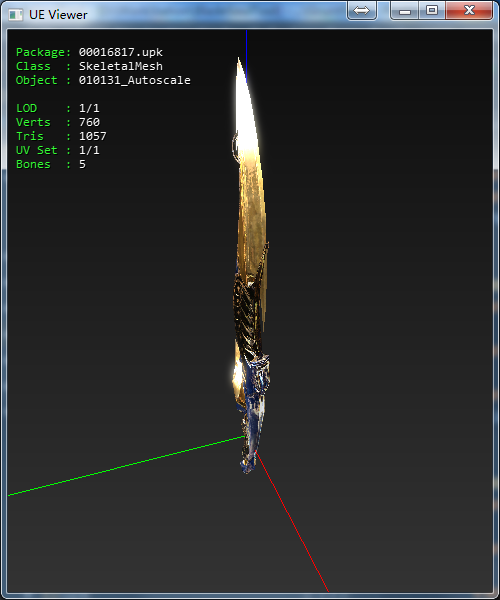 UE Viewer
Package: 00016817.upk
Class : SkeletalMesh
Object : 010131_Autoscale
LOD : 1/1
Verts : 760
Tris : 1057
UV Set : 1/1
Bones : 5